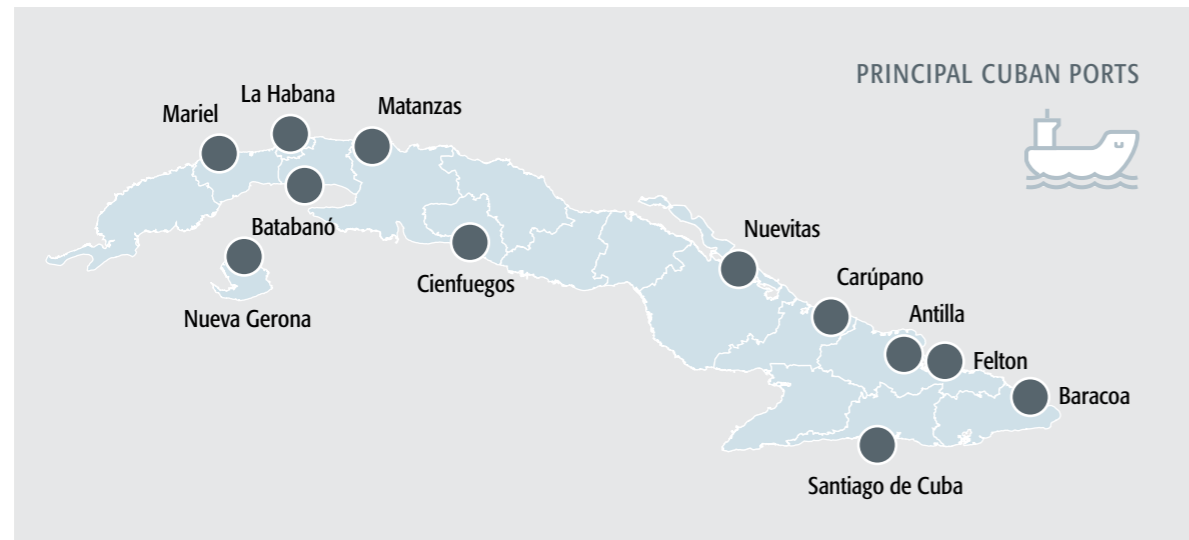 PRINCIPAL CUBAN PORTS
La Habana
Mariel
Matanzas
Batabanó
Nuevitas
Cienfuegos
Carúpano
Nueva Gerona
Antilla
Felton
Baracoa
Santiago de Cuba